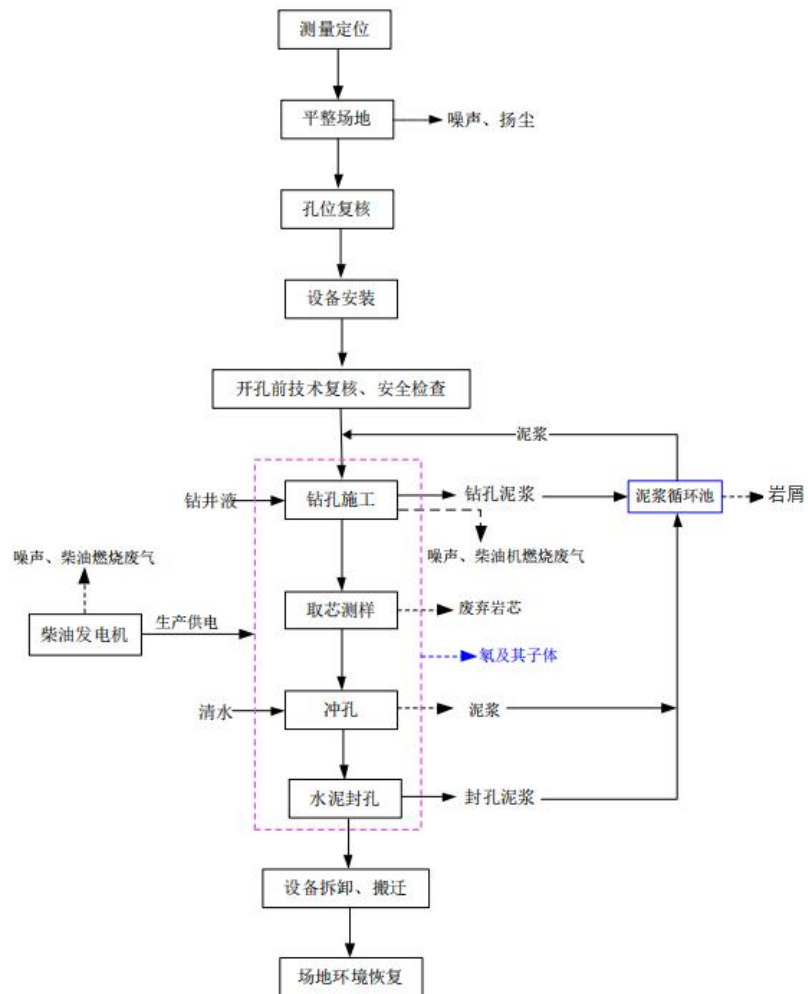 测量定位
平整场地
噪声、扬尘
孔位复核
设备安装
开孔前技术复核、安全检查
泥浆
钻井液
钻孔施工
钻孔泥浆
泥浆循环池
岩屑
噪声、柴油机燃烧废气
噪声、柴油燃烧废气
取芯测样
废弃岩芯
柴油发电机
生产供电
氡及其子体
清水
冲孔
泥浆
水泥封孔
封孔泥浆
设备拆卸、搬迁
场地环境恢复